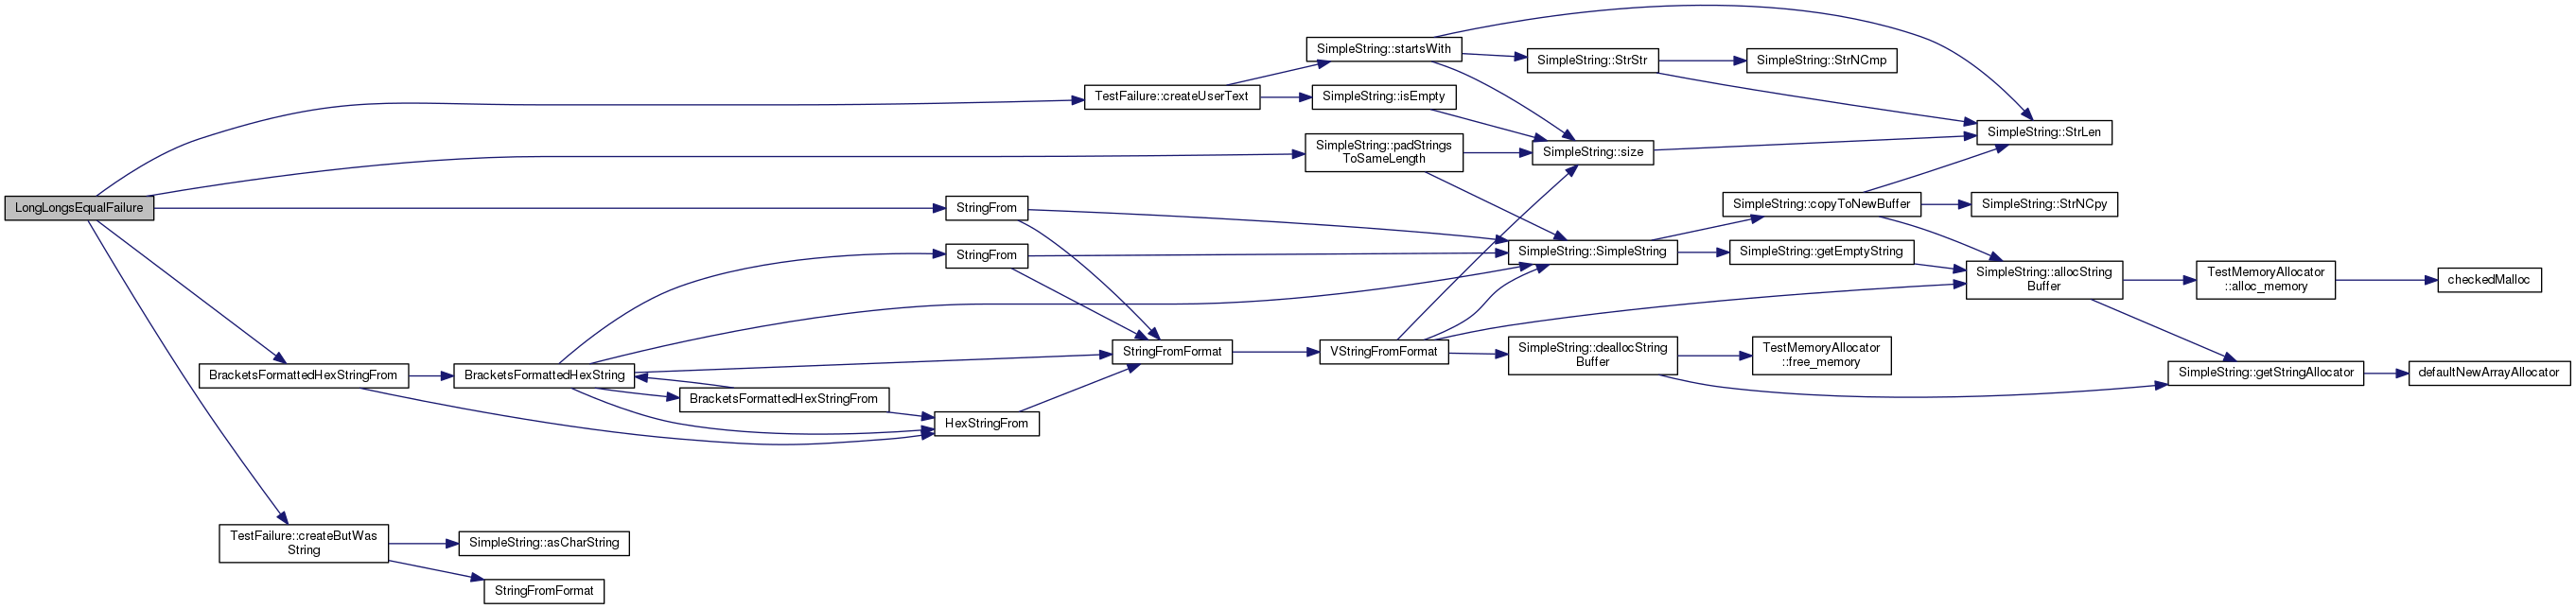 SimpleString::startsWith
SimpleString::StrStr
SimpleString::StrNCmp
TestFailure::createUserText
SimpleString::isEmpty
SimpleString::StrLen
SimpleString::padStrings
ToSameLength
SimpleString::size
LongLongsEqualFailure
StringFrom
SimpleString::copyToNewBuffer
SimpleString::StrNCpy
StringFrom
SimpleString::SimpleString
SimpleString::getEmptyString
SimpleString::allocString
Buffer
TestMemoryAllocator
::alloc_memory
checkedMalloc
StringFromFormat
VStringFromFormat
SimpleString::deallocString
Buffer
TestMemoryAllocator
::free_memory
BracketsFormattedHexStringFrom
BracketsFormattedHexString
SimpleString::getStringAllocator
defaultNewArrayAllocator
BracketsFormattedHexStringFrom
HexStringFrom
TestFailure::createButWas
String
SimpleString::asCharString
StringFromFormat